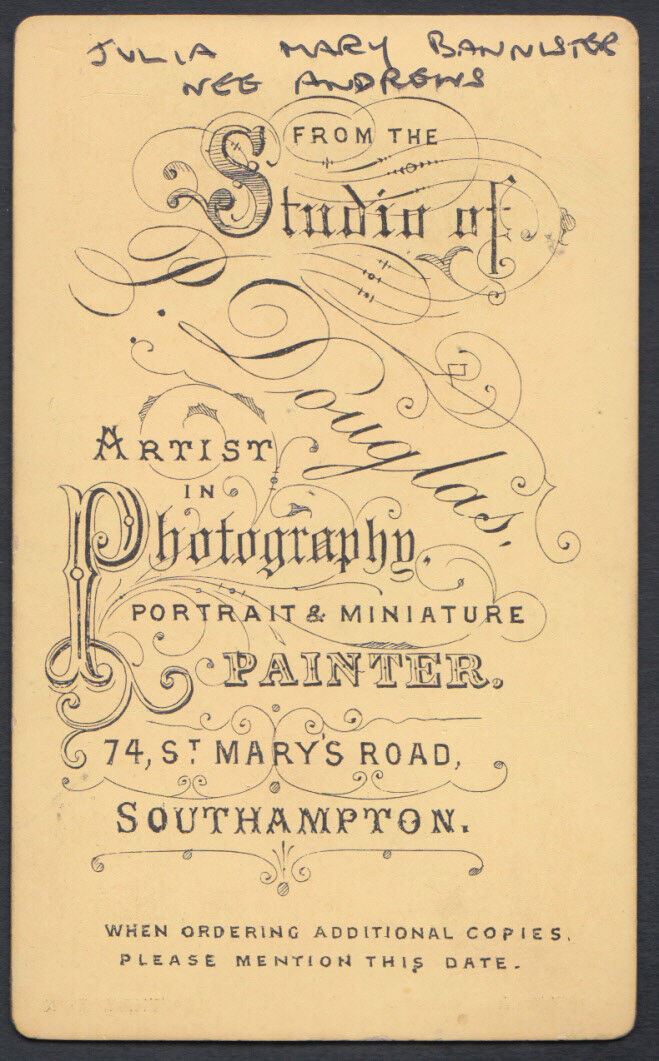 JULIA MARY BANNISTER
NEE ANDREWS
FROM THE
Studio of
P. Douglas.
ARTIST
IN
Photography.
PORTRAIT & MINIATURE
PAINTER.
74, ST MARY'S ROAD,
SOUTHAMPTON.
WHEN ORDERING ADDITIONAL COPIES.
PLEASE MENTION THIS DATE.